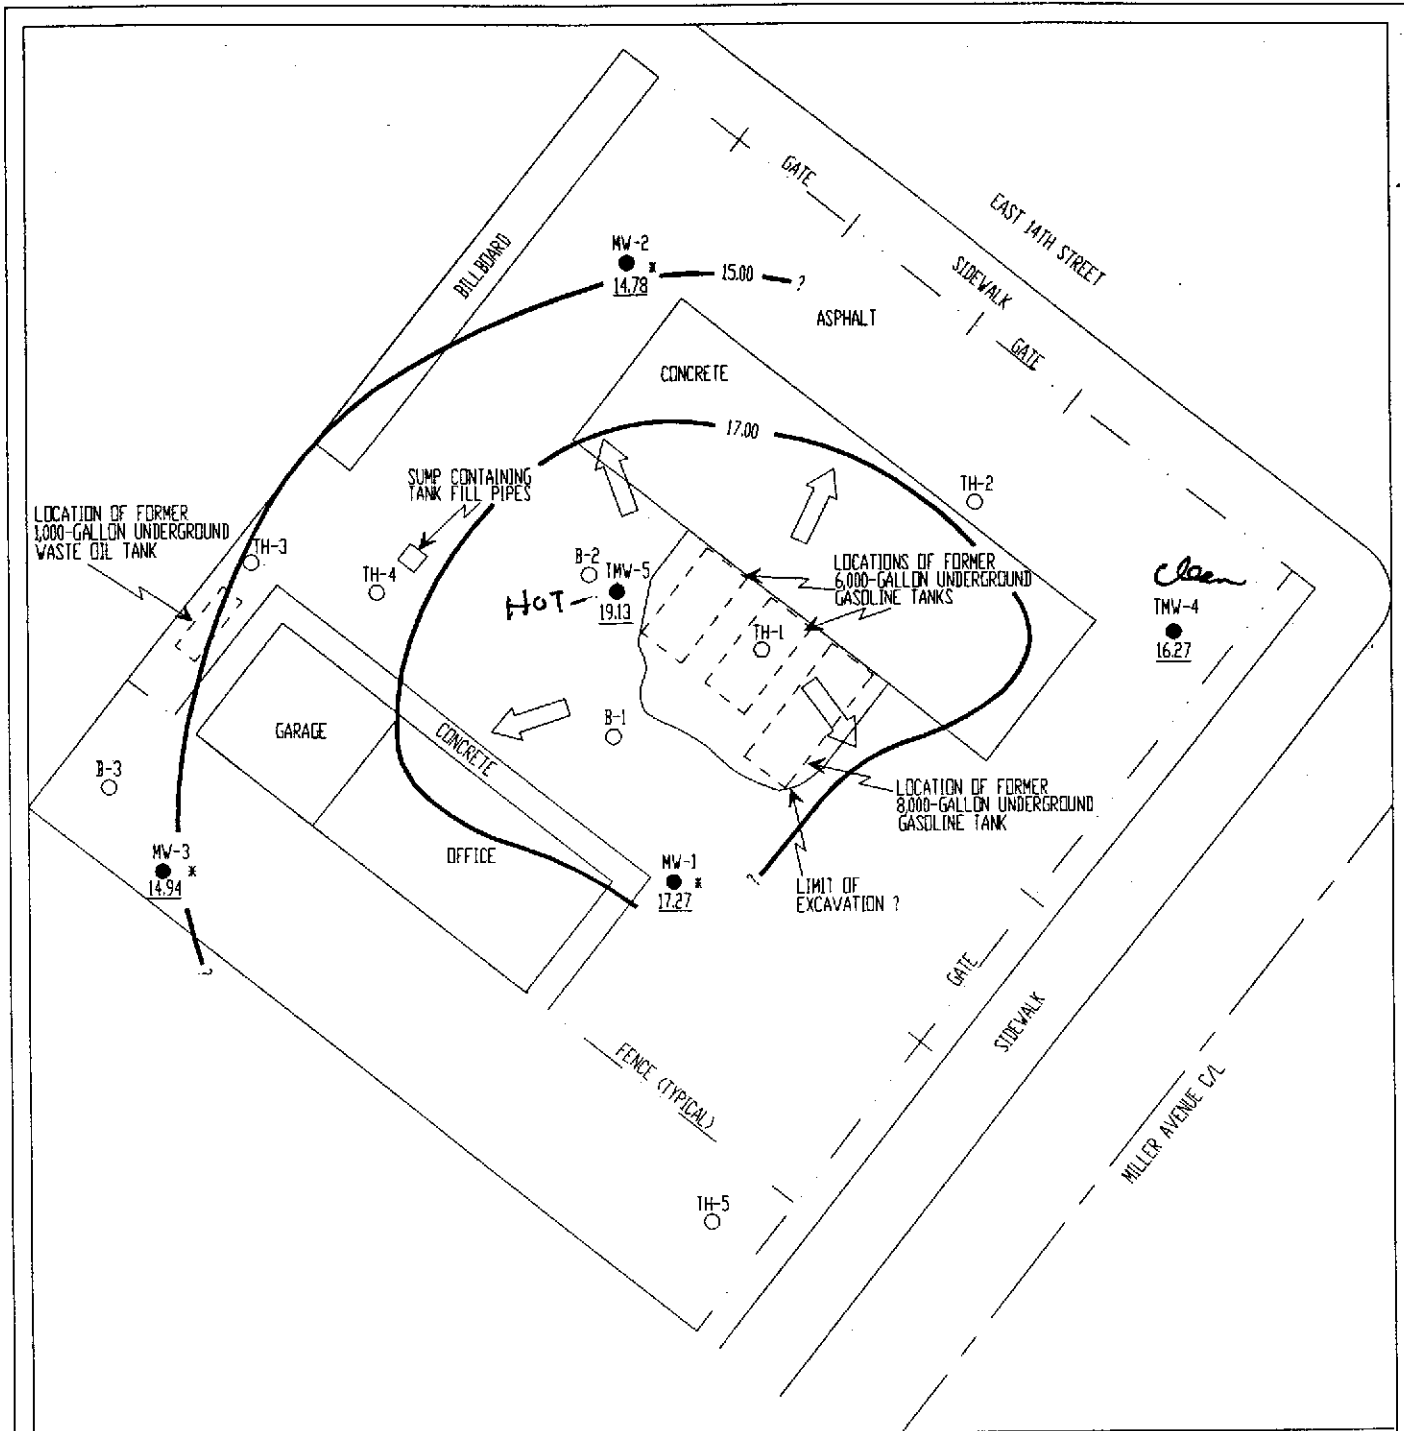 GATE
EAST 14TH STREET
SIDEWALK
GATE
BILLBOARD
MW-2
*
14.78
15.00
?
ASPHALT
CONCRETE
17.00
SUMP CONTAINING
TANK FILL PIPES
TH-2
LOCATION OF FORMER
1,000-GALLON UNDERGROUND
WASTE OIL TANK
TH-3
TH-4
B-2
TMW-5
19.13
HOT
LOCATIONS OF FORMER
6,000-GALLON UNDERGROUND
GASOLINE TANKS
TH-1
clean
TMW-4
16.27
GARAGE
CONCRETE
B-1
B-3
LOCATION OF FORMER
8,000-GALLON UNDERGROUND
GASOLINE TANK
OFFICE
MW-3
*
14.94
?
MW-1
*
17.27
?
LIMIT OF
EXCAVATION ?
GATE
SIDEWALK
FENCE (TYPICAL)
MILLER AVENUE C/L
TH-5